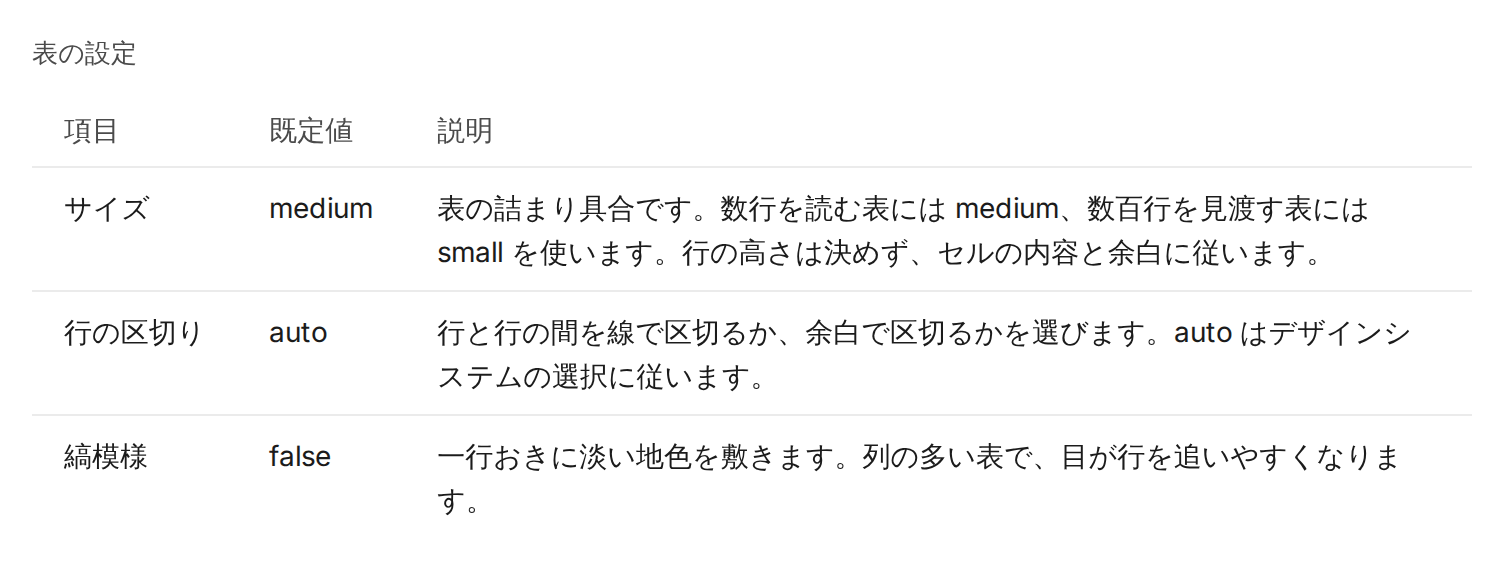 表の設定
項目 既定値 説明
サイズ medium 表の詰まり具合です。数行を読む表には medium、数百行を見渡す表には
small を使います。行の高さは決めず、セルの内容と余白に従います。
行の区切り auto 行と行の間を線で区切るか、余白で区切るかを選びます。auto はデザインシ
ステムの選択に従います。
縞模様 false 一行おきに淡い地色を敷きます。列の多い表で、目が行を追いやすくなりま
す。